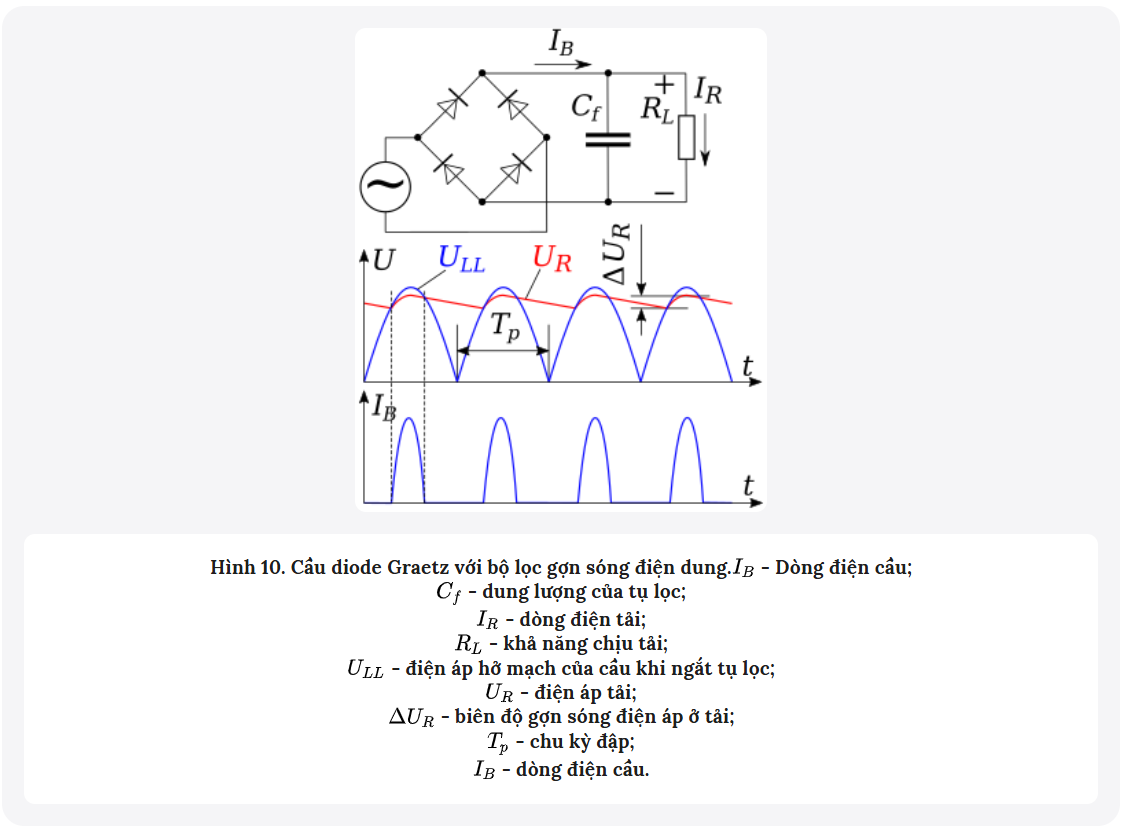 I_B
C_f
+
R_L
I_R
−
U
U_LL
U_R
ΔU_R
T_p
t
I_B
t
Hình 10. Cầu diode Graetz với bộ lọc gợn sóng điện dung.I_B - Dòng điện cầu;
C_f - dung lượng của tụ lọc;
I_R - dòng điện tải;
R_L - khả năng chịu tải;
U_LL - điện áp hở mạch của cầu khi ngắt tụ lọc;
U_R - điện áp tải;
ΔU_R - biên độ gợn sóng điện áp ở tải;
T_p - chu kỳ đập;
I_B - dòng điện cầu.